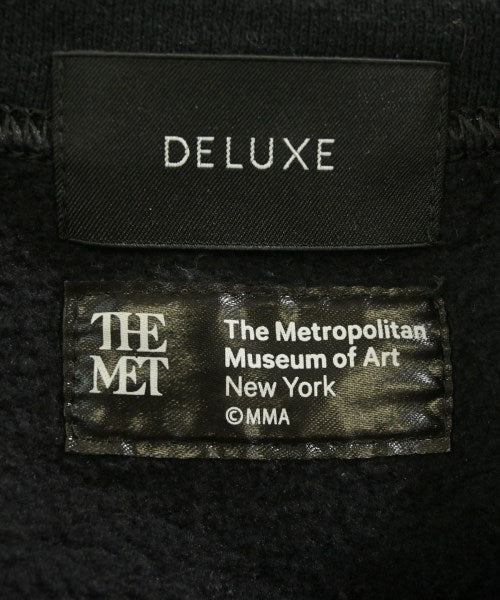 DELUXE
THE
MET
The Metropolitan
Museum of Art
New York
©MMA